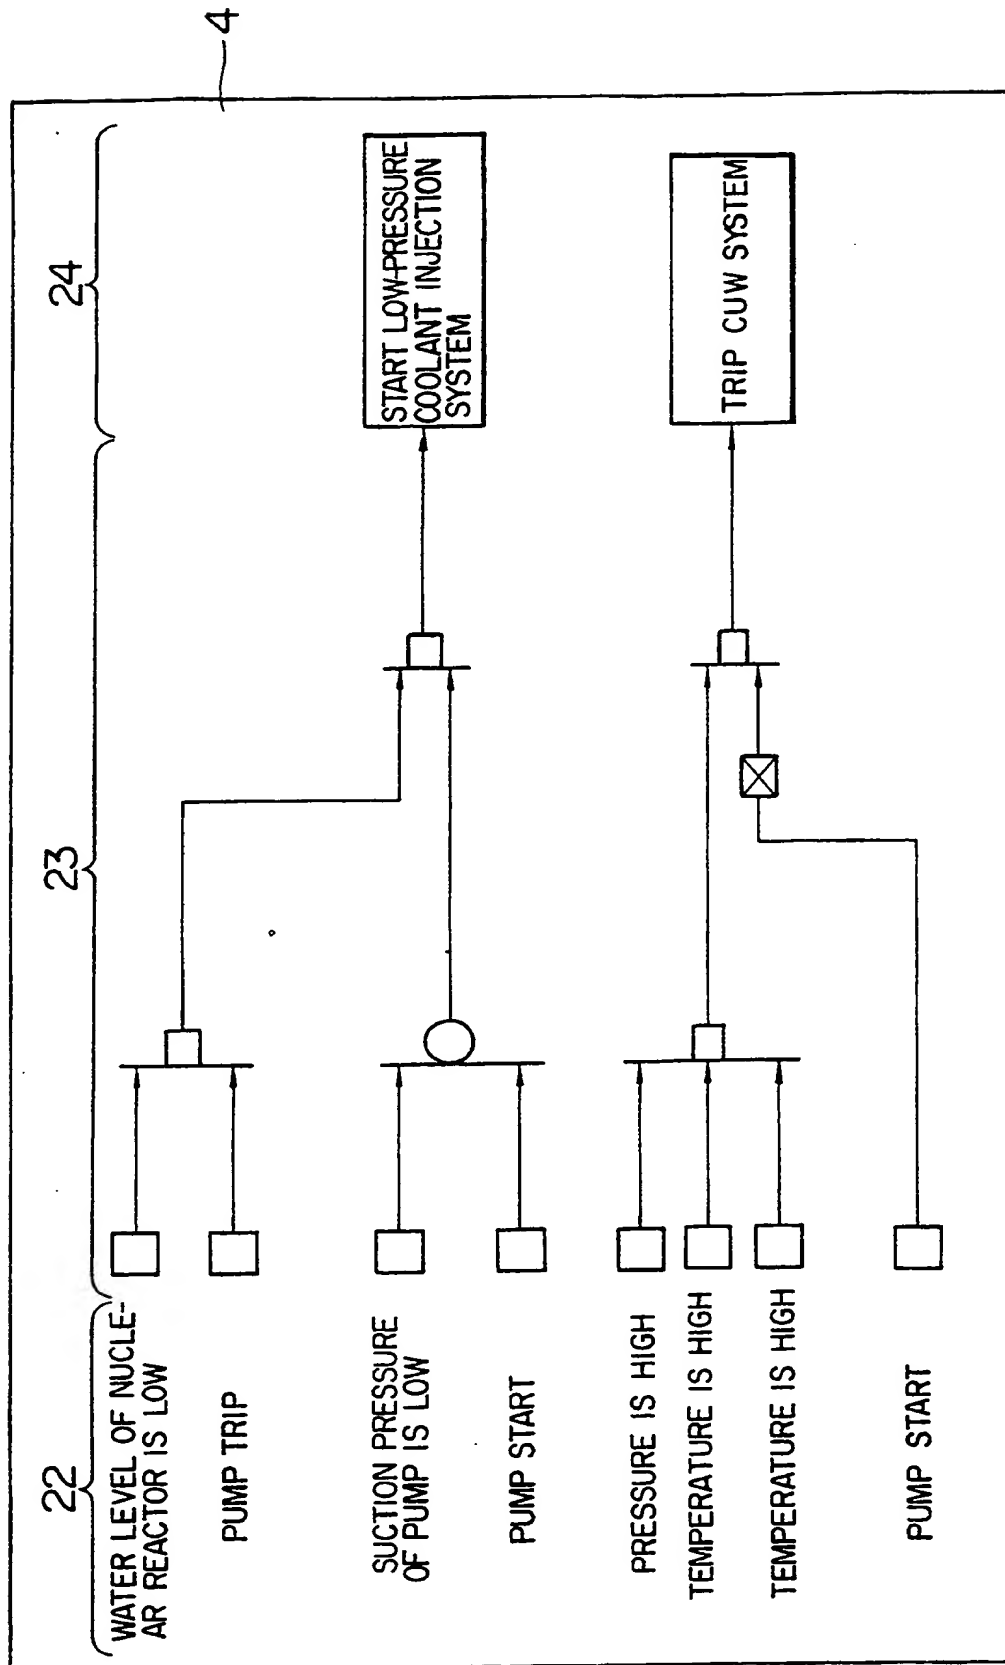 4
22
23
24
WATER LEVEL OF NUCLE-
AR REACTOR IS LOW
PUMP TRIP
SUCTION PRESSURE
OF PUMP IS LOW
PUMP START
START LOW-PRESSURE
COOLANT INJECTION
SYSTEM
PRESSURE IS HIGH
TEMPERATURE IS HIGH
TEMPERATURE IS HIGH
PUMP START
TRIP CUW SYSTEM